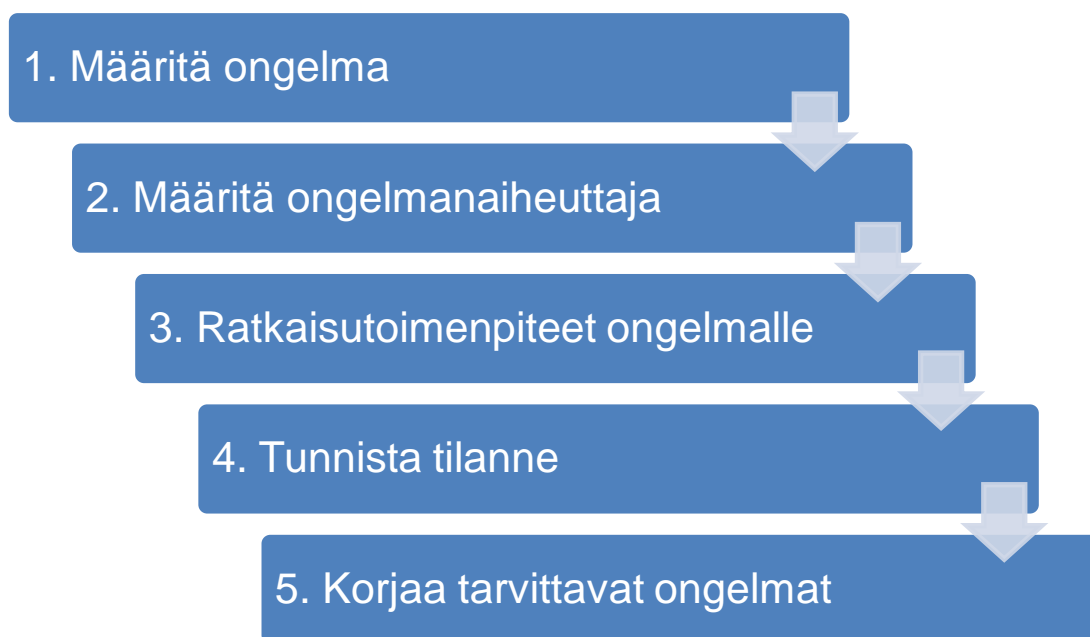 1. Määritä ongelma
2. Määritä ongelmanaiheuttaja
3. Ratkaisutoimenpiteet ongelmalle
4. Tunnista tilanne
5. Korjaa tarvittavat ongelmat